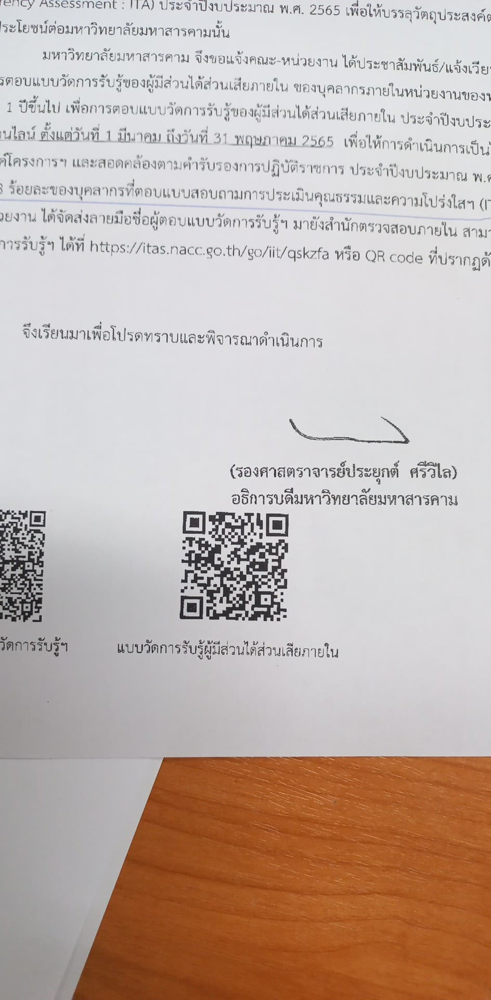 Assessment : ITA) ประจำปีงบประมาณ พ.ศ. 2565 เพื่อให้บรรลุวัตถุประสงค์
ประโยชน์ต่อมหาวิทยาลัยมหาสารคามนั้น
มหาวิทยาลัยมหาสารคาม จึงขอแจ้งคณะ-หน่วยงาน ได้ประชาสัมพันธ์/แจ้งเวีย
รตอบแบบวัดการรับรู้ของผู้มีส่วนได้ส่วนเสียภายใน ของบุคลากรภายในหน่วยงานของ
1 ปีขึ้นไป เพื่อการตอบแบบวัดการรับรู้ของผู้มีส่วนได้ส่วนเสียภายใน ประจำปีงบประ
นไลน์ ตั้งแต่วันที่ 1 มีนาคม ถึงวันที่ 31 พฤษภาคม 2565 เพื่อให้การดำเนินการเป็น
ค์โครงการฯ และสอดคล้องตามคำรับรองการปฏิบัติราชการ ประจำปีงบประมาณ พ.ศ
ร้อยละของบุคลากรที่ตอบแบบสอบถามการประเมินคุณธรรมและความโปร่งใสฯ (I
วยงาน ได้จัดส่งลายมือชื่อผู้ตอบแบบวัดการรับรู้ฯ มายังสำนักตรวจสอบภายใน สามา
การรับรู้ฯ ได้ที่ https://itas.nacc.go.th/go/iit/qskzfa หรือ QR code ที่ปรากฏด้
จึงเรียนมาเพื่อโปรดทราบและพิจารณาดำเนินการ
(รองศาสตราจารย์ประยุกต์ ศรีวิไล)
อธิการบดีมหาวิทยาลัยมหาสารคาม
วัดการรับรู้ฯ
แบบวัดการรับรู้ผู้มีส่วนได้ส่วนเสียภายใน